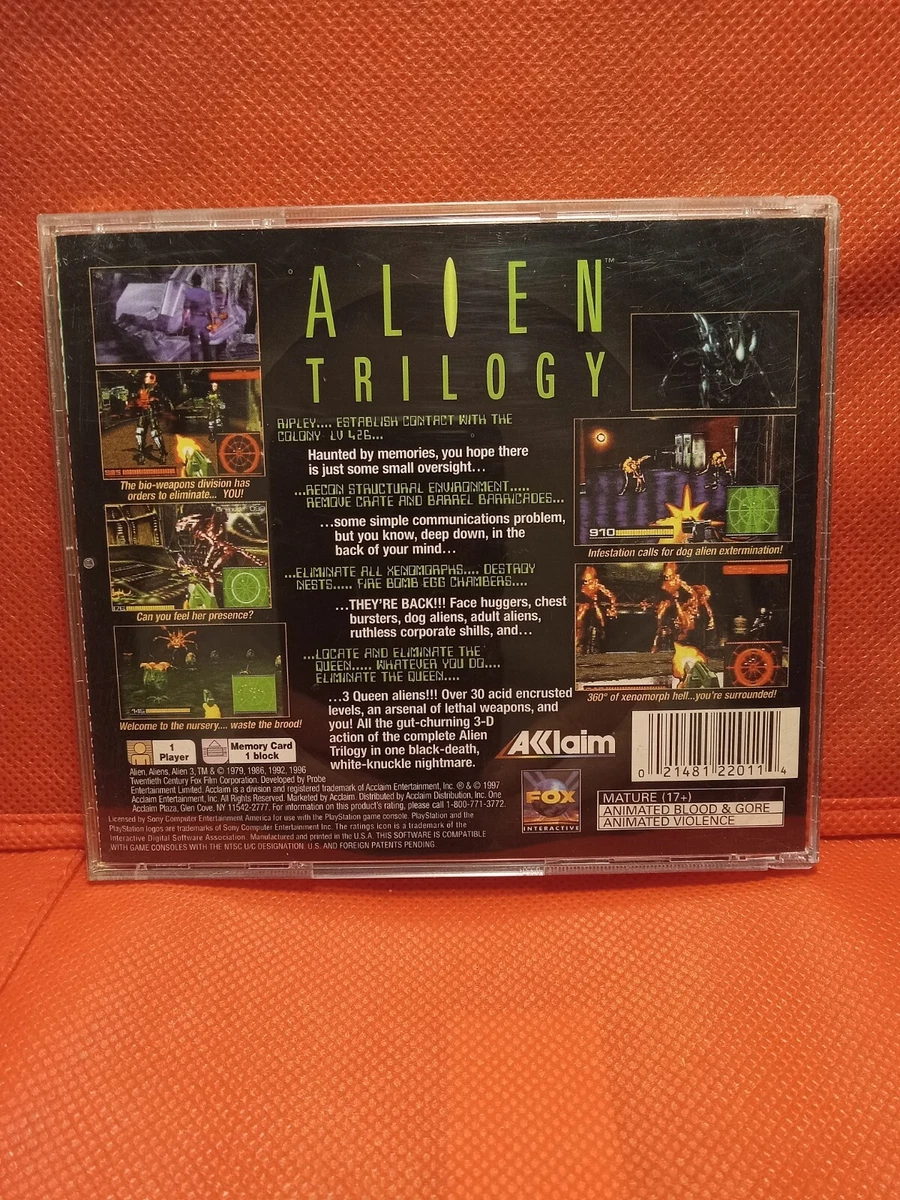 ALIEN™
TRILOGY
RIPLEY.... ESTABLISH CONTACT WITH THE
COLONY LV 426...
Haunted by memories, you hope there
is just some small oversight...
...RECON STRUCTURAL ENVIRONMENT.....
REMOVE CRATE AND BARREL BARRICADES...
...some simple communications problem,
but you know, deep down, in the
back of your mind...
...ELIMINATE ALL XENOMORPHS.... DESTROY
NESTS..... FIRE BOMB EGG CHAMBERS....
...THEY'RE BACK!!! Face huggers, chest
bursters, dog aliens, adult aliens,
ruthless corporate shills, and...
...LOCATE AND ELIMINATE THE
QUEEN..... WHATEVER YOU DO....
ELIMINATE THE QUEEN....
...3 Queen aliens!!! Over 30 acid encrusted
levels, an arsenal of lethal weapons, and
you! All the gut-churning 3-D
action of the complete Alien
Trilogy in one black-death,
white-knuckle nightmare.
The bio-weapons division has
orders to eliminate... YOU!
Can you feel her presence?
Welcome to the nursery.... waste the brood!
910
Infestation calls for dog alien extermination!
360° of xenomorph hell...you're surrounded!
1
Player
Memory Card
1 block
Alien, Aliens, Alien 3, TM & © 1979, 1986, 1992, 1996
Twentieth Century Fox Film Corporation. Developed by Probe
Entertainment Limited. Acclaim is a division and registered trademark of Acclaim Entertainment, Inc. ® & © 1997
Acclaim Entertainment, Inc. All Rights Reserved. Marketed by Acclaim. Distributed by Acclaim Distribution, Inc. One
Acclaim Plaza, Glen Cove, NY 11542-2777. For information on this product's rating, please call 1-800-771-3772.
Licensed by Sony Computer Entertainment America for use with the PlayStation game console. PlayStation and the
PlayStation logos are trademarks of Sony Computer Entertainment Inc. The ratings icon is a trademark of the
Interactive Digital Software Association. Manufactured and printed in the U.S.A. THIS SOFTWARE IS COMPATIBLE
WITH GAME CONSOLES WITH THE NTSC U/C DESIGNATION. U.S. AND FOREIGN PATENTS PENDING.
AKKlaim
FOX
INTERACTIVE
0 21481 22011 4
MATURE (17+)
ANIMATED BLOOD & GORE
ANIMATED VIOLENCE